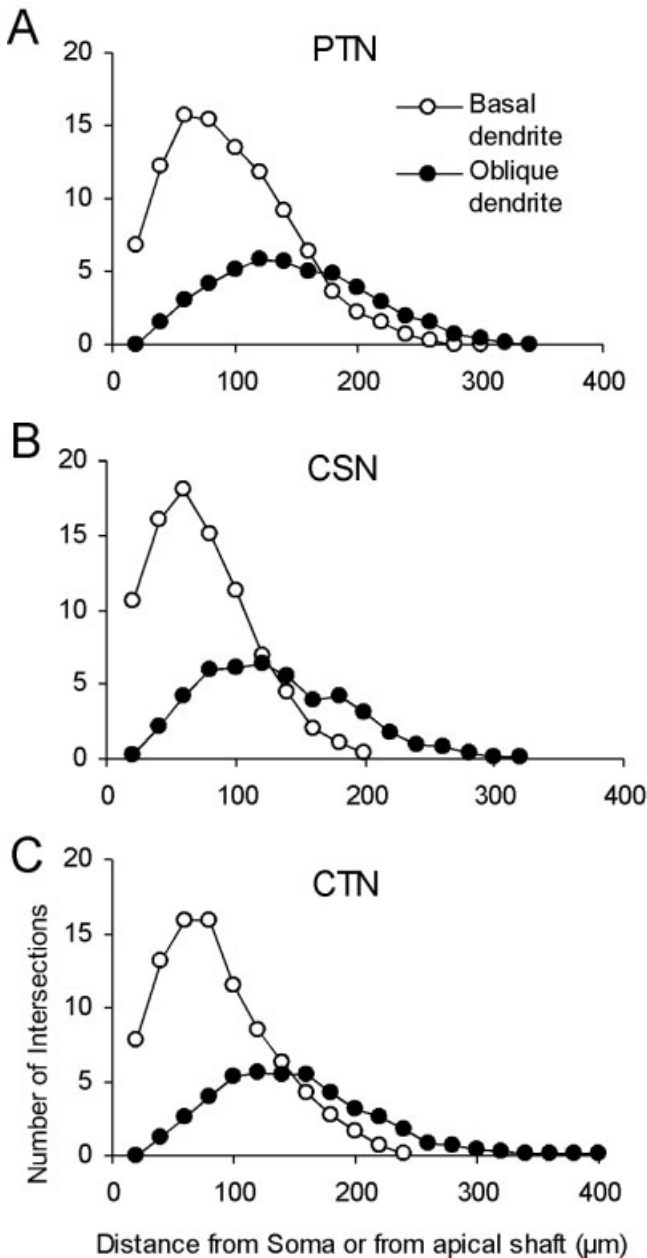 A
PTN
20
15
10
5
0
Basal
dendrite
Oblique
dendrite
0 100 200 300 400
B
CSN
20
15
10
5
0
0 100 200 300 400
C
CTN
20
15
10
5
0
Number of Intersections
0 100 200 300 400
Distance from Soma or from apical shaft (µm)